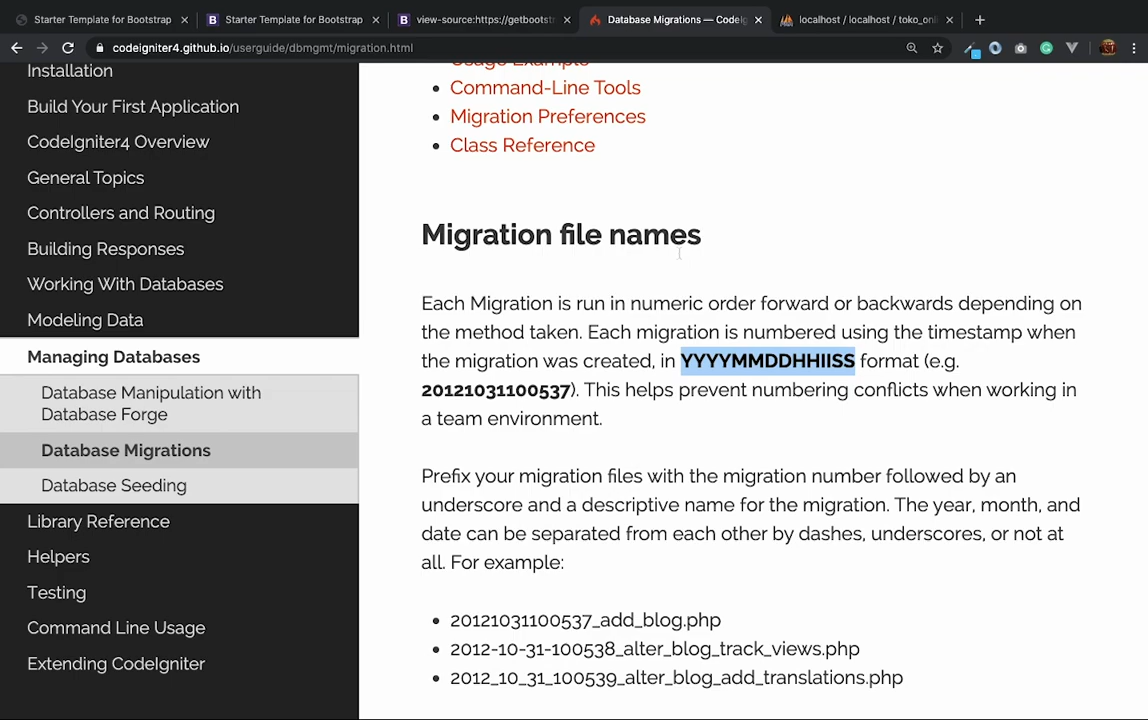 Starter Template for Bootstrap
Starter Template for Bootstrap
view-source:https://getbootst
Database Migrations — CodeIg
localhost / localhost / toko_onl
codeigniter4.github.io/userguide/dbmgmt/migration.html
Installation
Build Your First Application
CodeIgniter4 Overview
General Topics
Controllers and Routing
Building Responses
Working With Databases
Modeling Data
Managing Databases
Database Manipulation with
Database Forge
Database Migrations
Database Seeding
Library Reference
Helpers
Testing
Command Line Usage
Extending CodeIgniter
Usage Example
Command-Line Tools
Migration Preferences
Class Reference
Migration file names
Each Migration is run in numeric order forward or backwards depending on
the method taken. Each migration is numbered using the timestamp when
the migration was created, in YYYYMMDDHHIISS format (e.g.
20121031100537). This helps prevent numbering conflicts when working in
a team environment.
Prefix your migration files with the migration number followed by an
underscore and a descriptive name for the migration. The year, month, and
date can be separated from each other by dashes, underscores, or not at
all. For example:
20121031100537_add_blog.php
2012-10-31-100538_alter_blog_track_views.php
2012_10_31_100539_alter_blog_add_translations.php